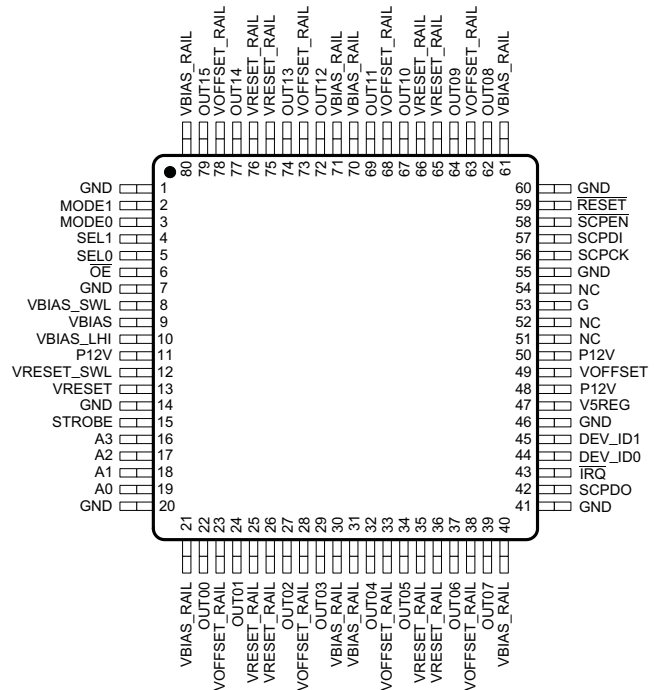 VBIAS_RAIL
OUT15
VOFFSET_RAIL
OUT14
VRESET_RAIL
VRESET_RAIL
OUT13
VOFFSET_RAIL
OUT12
VBIAS_RAIL
VBIAS_RAIL
OUT11
VOFFSET_RAIL
OUT10
VRESET_RAIL
VRESET_RAIL
OUT09
VOFFSET_RAIL
OUT08
VBIAS_RAIL
80
79
78
77
76
75
74
73
72
71
70
69
68
67
66
65
64
63
62
61
GND 1
MODE1 2
MODE0 3
SEL1 4
SEL0 5
OE 6
GND 7
VBIAS_SWL 8
VBIAS 9
VBIAS_LHI 10
P12V 11
VRESET_SWL 12
VRESET 13
GND 14
STROBE 15
A3 16
A2 17
A1 18
A0 19
GND 20
60 GND
59 RESET
58 SCPEN
57 SCPDI
56 SCPCK
55 GND
54 NC
53 G
52 NC
51 NC
50 P12V
49 VOFFSET
48 P12V
47 V5REG
46 GND
45 DEV_ID1
44 DEV_ID0
43 IRQ
42 SCPDO
41 GND
21
22
23
24
25
26
27
28
29
30
31
32
33
34
35
36
37
38
39
40
VBIAS_RAIL
OUT00
VOFFSET_RAIL
OUT01
VRESET_RAIL
VRESET_RAIL
OUT02
VOFFSET_RAIL
OUT03
VBIAS_RAIL
VBIAS_RAIL
OUT04
VOFFSET_RAIL
OUT05
VRESET_RAIL
VRESET_RAIL
OUT06
VOFFSET_RAIL
OUT07
VBIAS_RAIL